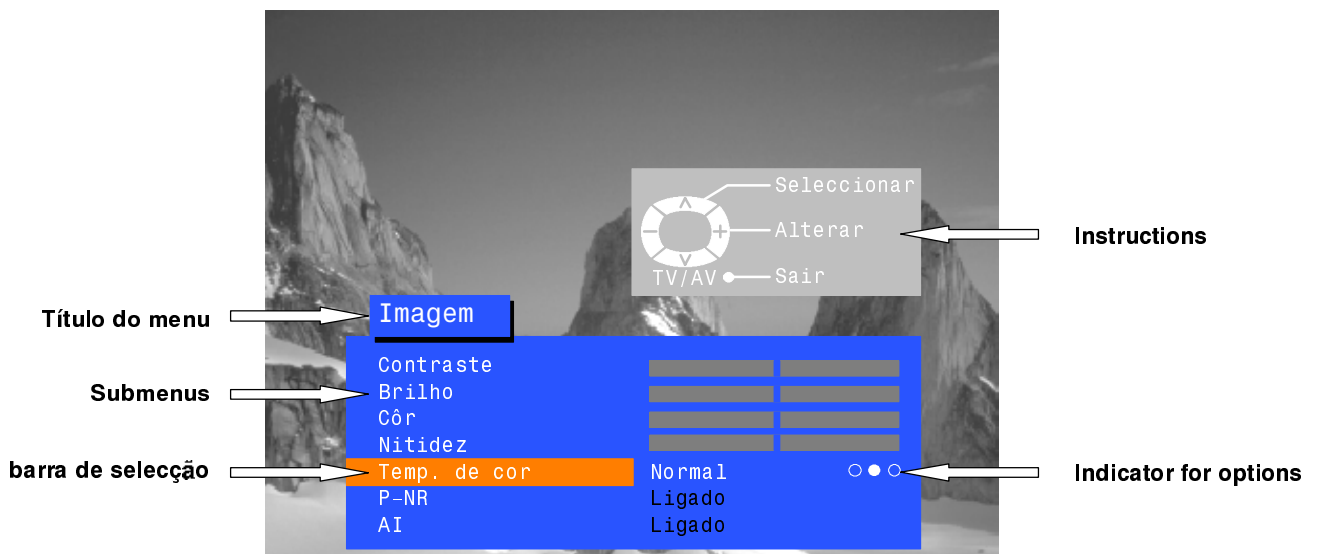 Seleccionar
Alterar
Instructions
TV/AV Sair
Título do menu
Imagem
Contraste
Submenus
Brilho
Côr
Nitidez
barra de selecção
Temp. de cor Normal
Indicator for options
P-NR Ligado
AI Ligado